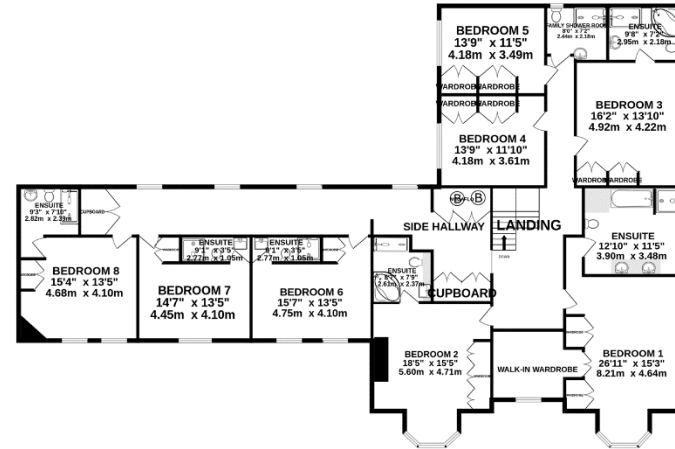 BEDROOM 5
13'9" x 11'5"
4.18m x 3.49m
FAMILY SHOWER ROOM
8'0" x 7'2"
2.44m x 2.18m
ENSUITE
9'8" x 7'2"
2.95m x 2.18m
WARDROBE
WARDROBE
WARDROBE
WARDROBE
BEDROOM 4
13'9" x 11'10"
4.18m x 3.61m
BEDROOM 3
16'2" x 13'10"
4.92m x 4.22m
WARDROBE
WARDROBE
ENSUITE
9'3" x 7'10"
2.82m x 2.39m
CUPBOARD
B
B
SIDE HALLWAY
LANDING
DOWN
ENSUITE
12'10" x 11'5"
3.90m x 3.48m
ENSUITE
9'1" x 3'5"
2.77m x 1.05m
ENSUITE
9'1" x 3'5"
2.77m x 1.05m
ENSUITE
8'7" x 7'9"
2.61m x 2.37m
CUPBOARD
BEDROOM 8
15'4" x 13'5"
4.68m x 4.10m
BEDROOM 7
14'7" x 13'5"
4.45m x 4.10m
BEDROOM 6
15'7" x 13'5"
4.75m x 4.10m
BEDROOM 2
18'5" x 15'5"
5.60m x 4.71m
WALK-IN WARDROBE
BEDROOM 1
26'11" x 15'3"
8.21m x 4.64m